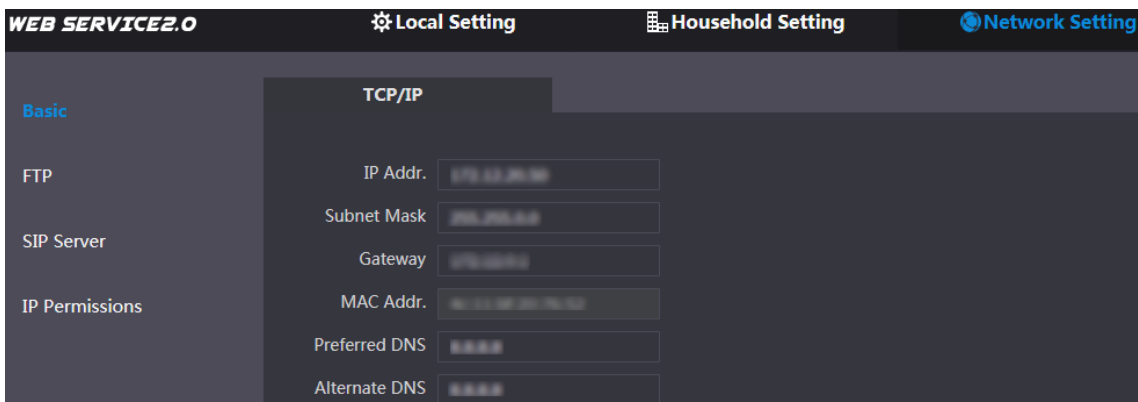 WEB SERVICE2.0 Local Setting Household Setting Network Setting
TCP/IP
Basic
FTP
SIP Server
IP Permissions
IP Addr.
Subnet Mask
Gateway
MAC Addr.
Preferred DNS
Alternate DNS